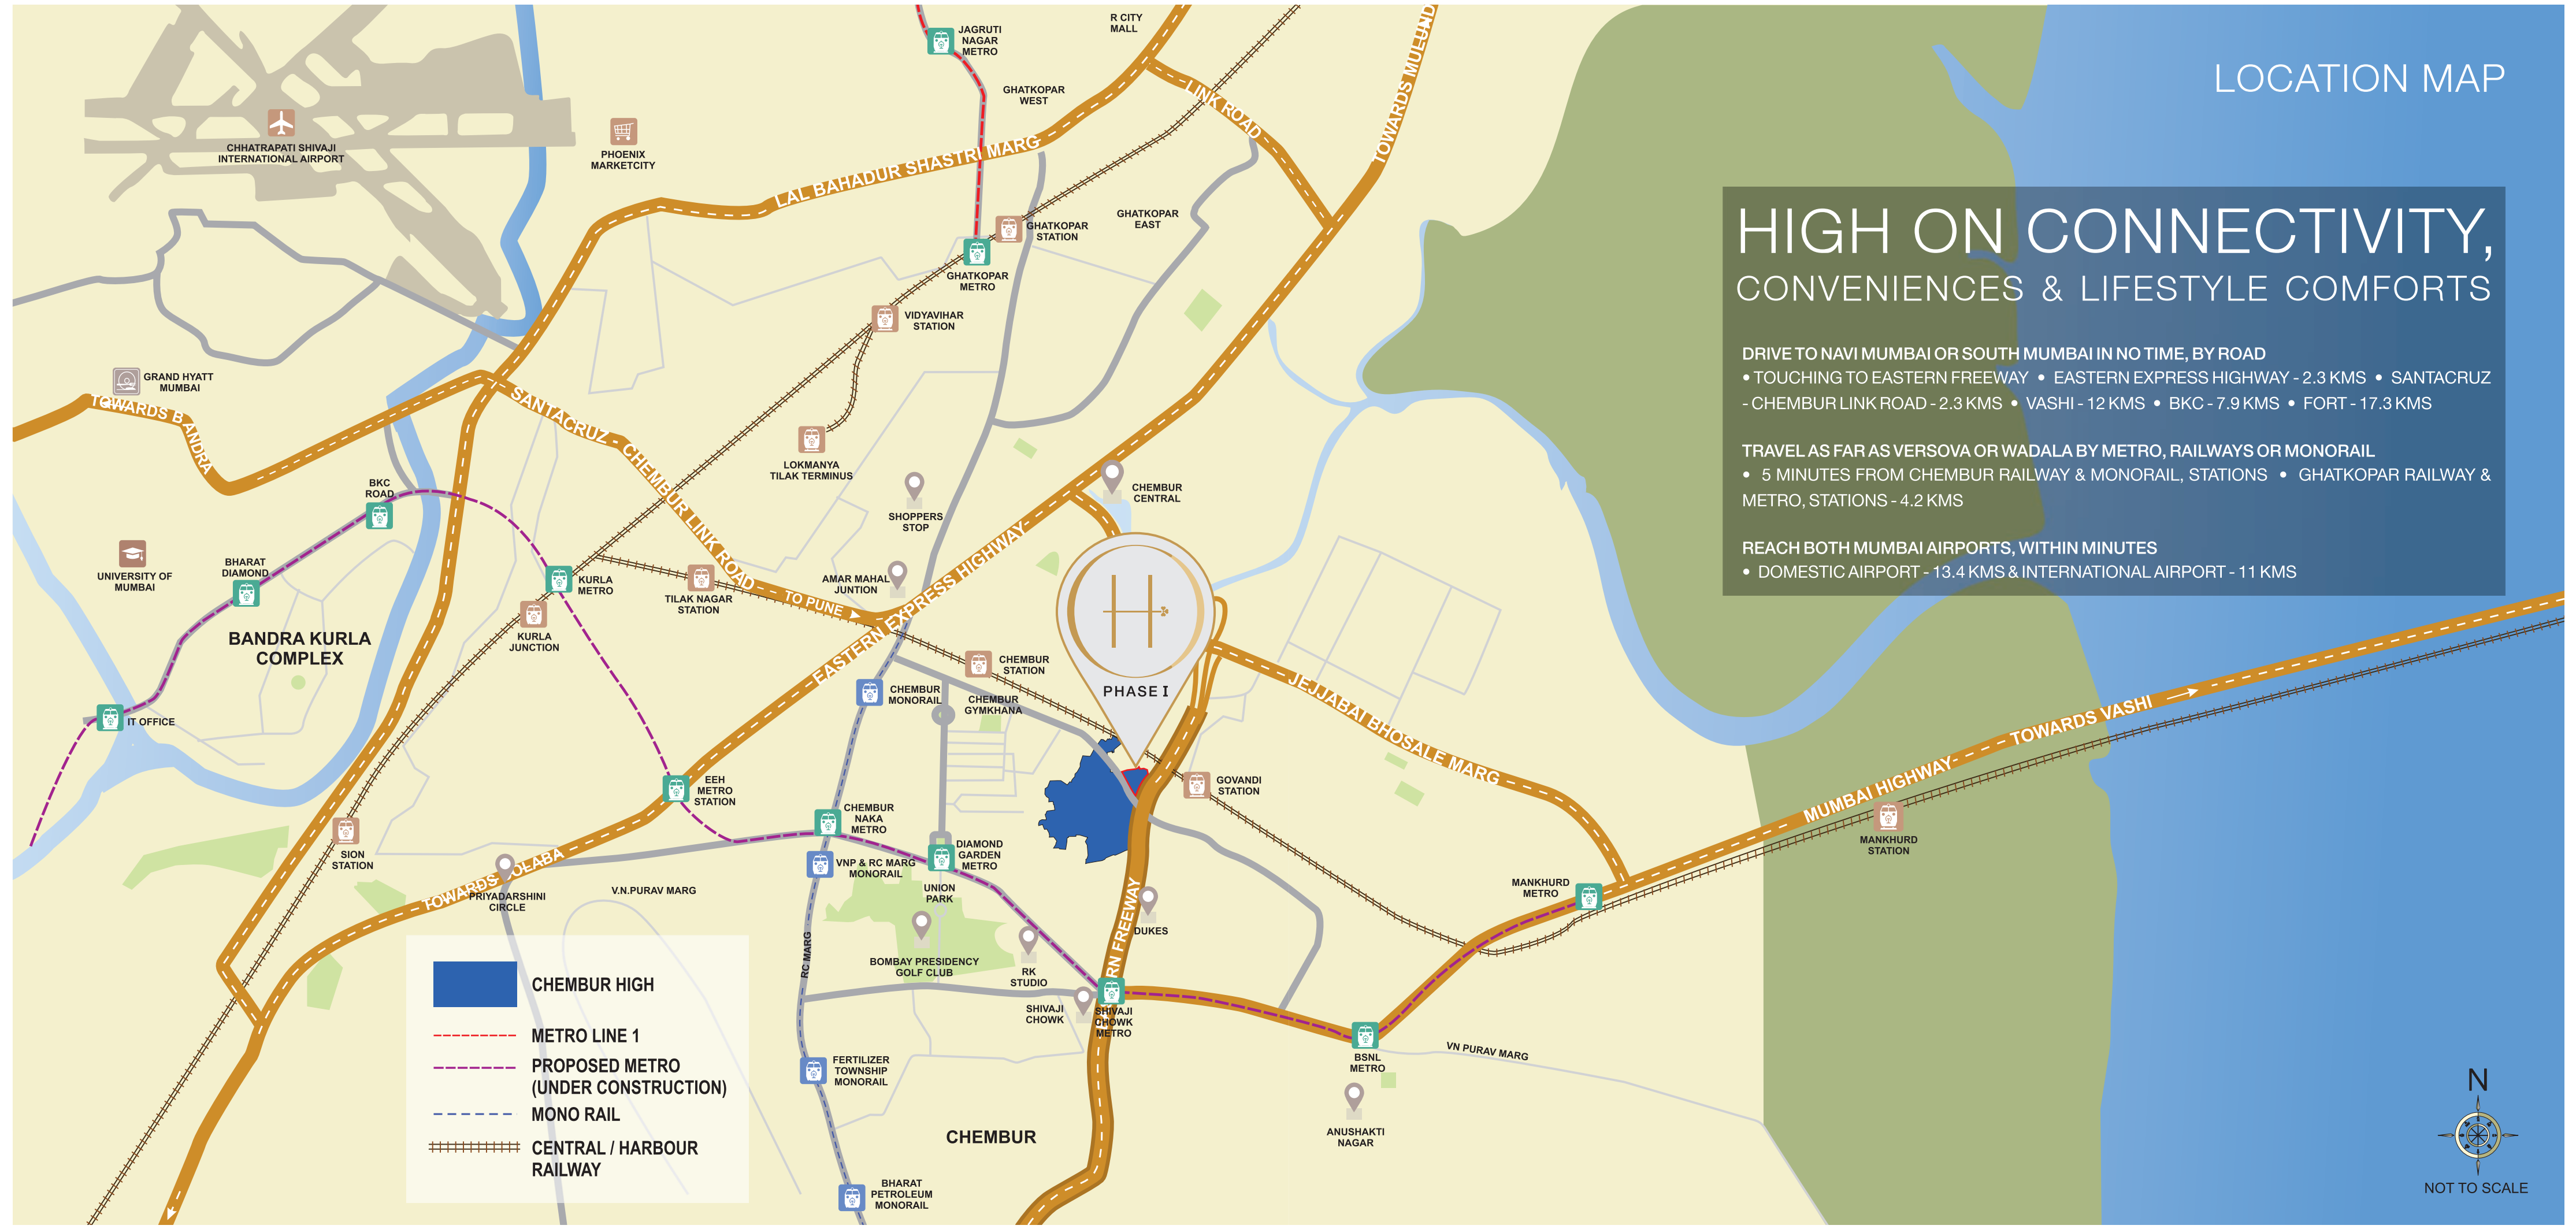 LOCATION MAP
HIGH ON CONNECTIVITY,
CONVENIENCES & LIFESTYLE COMFORTS
DRIVE TO NAVI MUMBAI OR SOUTH MUMBAI IN NO TIME, BY ROAD
• TOUCHING TO EASTERN FREEWAY • EASTERN EXPRESS HIGHWAY - 2.3 KMS • SANTACRUZ
- CHEMBUR LINK ROAD - 2.3 KMS • VASHI - 12 KMS • BKC - 7.9 KMS • FORT - 17.3 KMS
TRAVEL AS FAR AS VERSOVA OR WADALA BY METRO, RAILWAYS OR MONORAIL
• 5 MINUTES FROM CHEMBUR RAILWAY & MONORAIL, STATIONS • GHATKOPAR RAILWAY &
METRO, STATIONS - 4.2 KMS
REACH BOTH MUMBAI AIRPORTS, WITHIN MINUTES
• DOMESTIC AIRPORT - 13.4 KMS & INTERNATIONAL AIRPORT - 11 KMS
JAGRUTI
NAGAR
METRO
R CITY
MALL
GHATKOPAR
WEST
LINK ROAD
TOWARDS MULUND
CHHATRAPATI SHIVAJI
INTERNATIONAL AIRPORT
PHOENIX
MARKETCITY
LAL BAHADUR SHASTRI MARG
GHATKOPAR
STATION
GHATKOPAR
EAST
GHATKOPAR
METRO
VIDYAVIHAR
STATION
GRAND HYATT
MUMBAI
TOWARDS B ANDRA
SANTACRUZ - CHEMBUR LINK ROAD
LOKMANYA
TILAK TERMINUS
BKC
ROAD
SHOPPERS
STOP
CHEMBUR
CENTRAL
UNIVERSITY OF
MUMBAI
BHARAT
DIAMOND
KURLA
METRO
TILAK NAGAR
STATION
TO PUNE
AMAR MAHAL
JUNTION
EASTERN EXPRESS HIGHWAY
KURLA
JUNCTION
BANDRA KURLA
COMPLEX
IT OFFICE
CHEMBUR
STATION
CHEMBUR
MONORAIL
CHEMBUR
GYMKHANA
H
PHASE I
JEJJABAI BHOSALE MARG
TOWARDS VASHI
MUMBAI HIGHWAY
GOVANDI
STATION
EEH
METRO
STATION
CHEMBUR
NAKA
METRO
MANKHURD
STATION
SION
STATION
DIAMOND
GARDEN
METRO
VNP & RC MARG
MONORAIL
TOWARDS OLABA
PRIYADARSHINI
CIRCLE
V.N.PURAV MARG
UNION
PARK
MANKHURD
METRO
RN FREEWAY
DUKES
RC MARG
BOMBAY PRESIDENCY
GOLF CLUB
RK
STUDIO
SHIVAJI
CHOWK
SHIVAJI
CHOWK
METRO
BSNL
METRO
VN PURAV MARG
FERTILIZER
TOWNSHIP
MONORAIL
ANUSHAKTI
NAGAR
CHEMBUR
BHARAT
PETROLEUM
MONORAIL
CHEMBUR HIGH
METRO LINE 1
PROPOSED METRO
(UNDER CONSTRUCTION)
MONO RAIL
CENTRAL / HARBOUR
RAILWAY
N
NOT TO SCALE